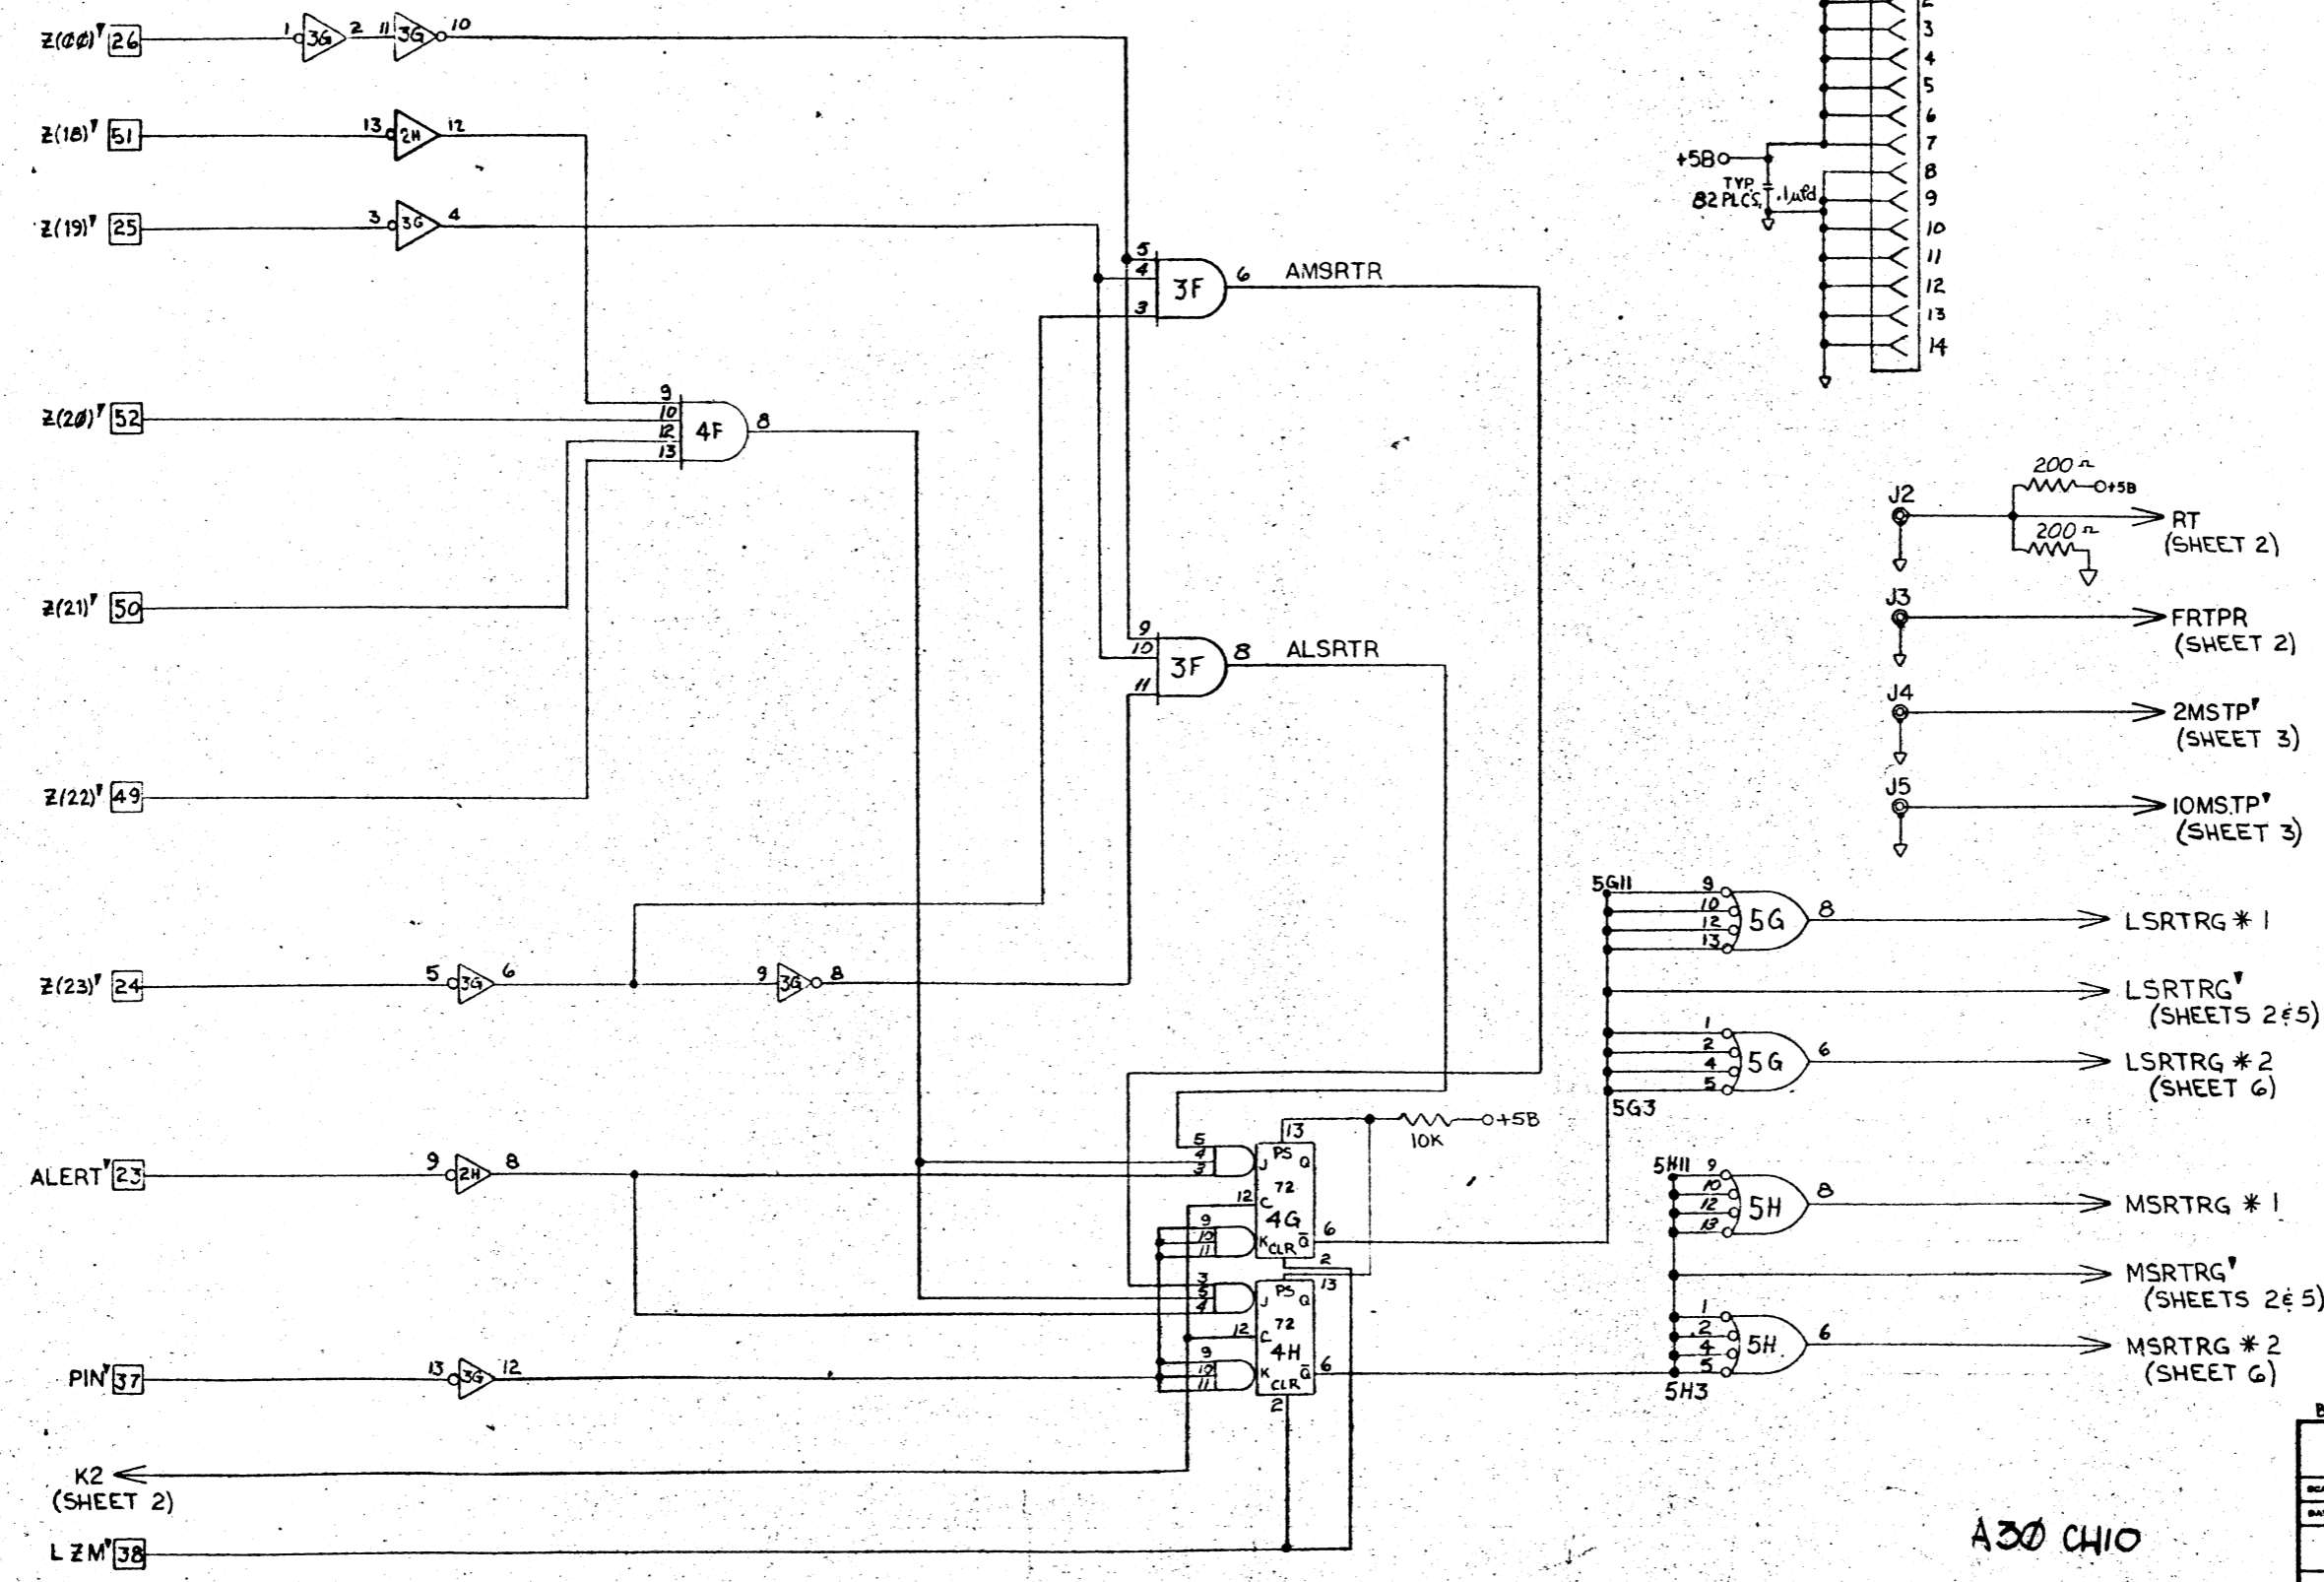 Z(00)' 26 1 3G 2 11 3G 10
Z(18)' 51 13 2H 12
Z(19)' 25 3 3G 4
5
4
3
3F 6 AMSRTR
Z(20)' 52
9
10
12
13
4F 8
Z(21)' 50
9
10
11
3F 8 ALSRTR
Z(22)' 49
Z(23)' 24 5 3G 6 9 3G 8
ALERT' 23 9 2H 8
PIN' 37 13 3G 12
K2
(SHEET 2)
LZM' 38
5
4
3
13
PS
J Q
72
12 C
4G
9
10
11
K CLR Q̄ 6
2
10K +5B
3
5
4
13
PS
J Q
72
12 C
4H
9
10
11
K CLR Q̄ 6
2
2
3
4
5
6
7
8
9
10
11
12
13
14
+5B
TYP.
82 PLCS.
.1µfd
J2
200 Ω +5B
200 Ω
RT
(SHEET 2)
J3
FRTPR
(SHEET 2)
J4
2MSTP'
(SHEET 3)
J5
10MSTP'
(SHEET 3)
5G11
9
10
12
13
5G 8 LSRTRG * 1
LSRTRG'
(SHEETS 2 & 5)
1
2
4
5
5G 6 LSRTRG * 2
(SHEET 6)
5G3
5H11
9
10
12
13
5H 8 MSRTRG * 1
MSRTRG'
(SHEETS 2 & 5)
1
2
4
5
5H 6 MSRTRG * 2
(SHEET 6)
5H3
A30 CH10